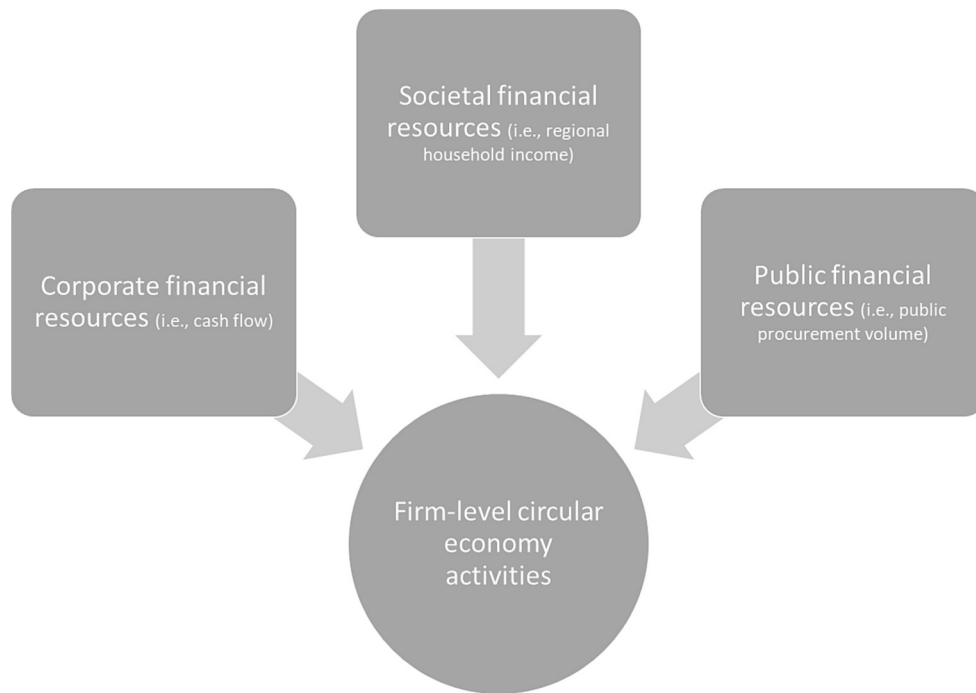 Societal financial
resources (i.e., regional
household income)
Corporate financial
resources (i.e., cash flow)
Public financial
resources (i.e., public
procurement volume)
Firm-level circular
economy
activities